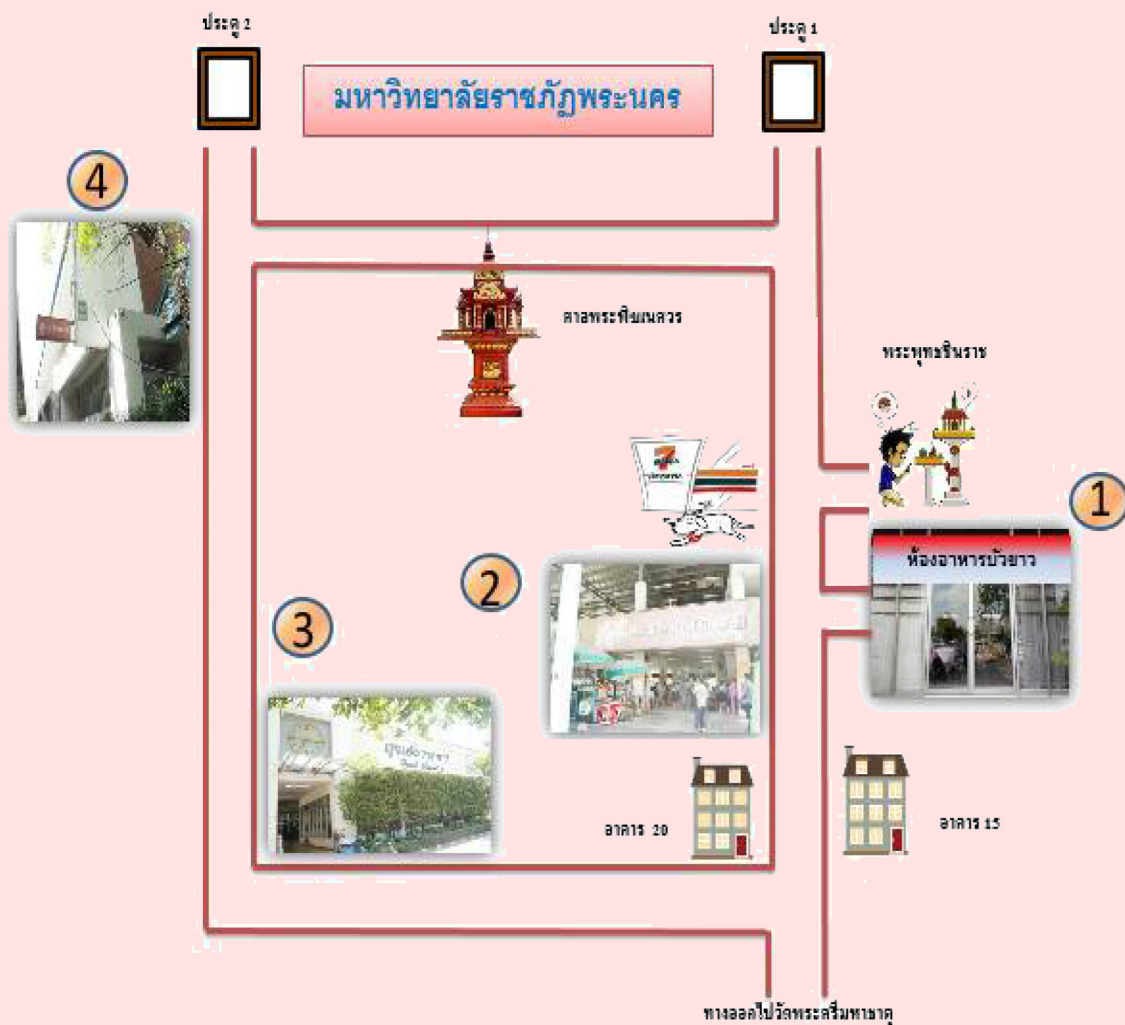 ประตู 2
ประตู 1
มหาวิทยาลัยราชภัฏพระนคร
4
ศาลพระพิฆเนศวร
พระพุทธชินราช
1
ห้องอาหารบัวขาว
2
3
อาคาร 20
อาคาร 15
ทางออกไปวัดพระศรีมหาธาตุ